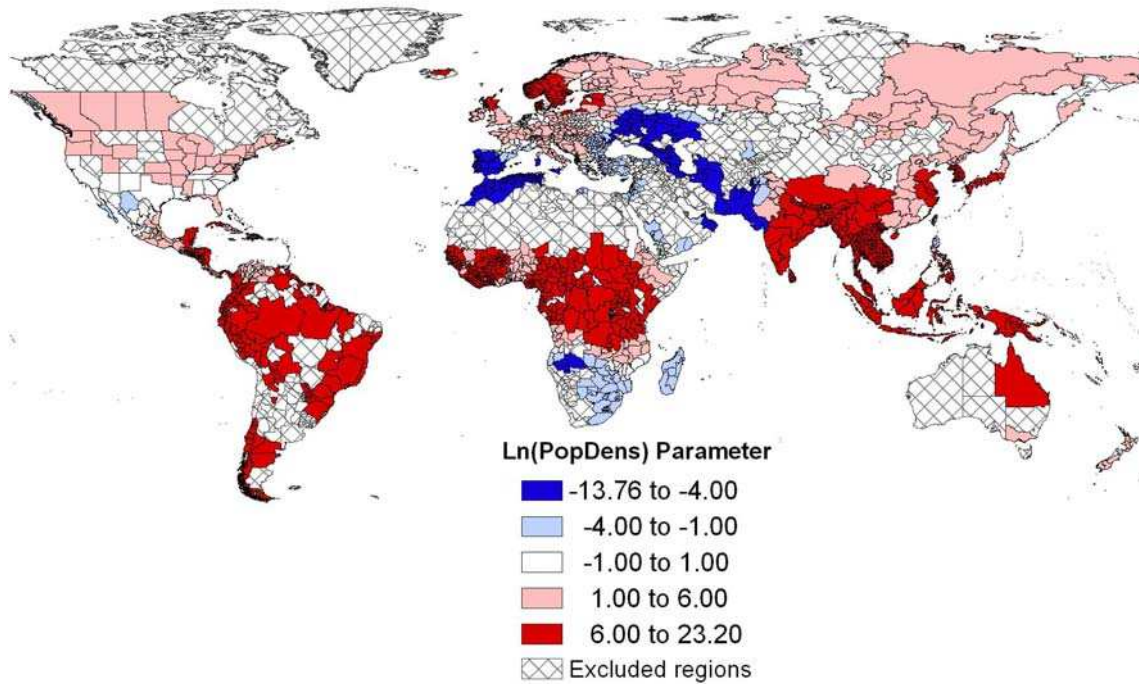 Ln(PopDens) Parameter
-13.76 to -4.00
-4.00 to -1.00
-1.00 to 1.00
1.00 to 6.00
6.00 to 23.20
Excluded regions